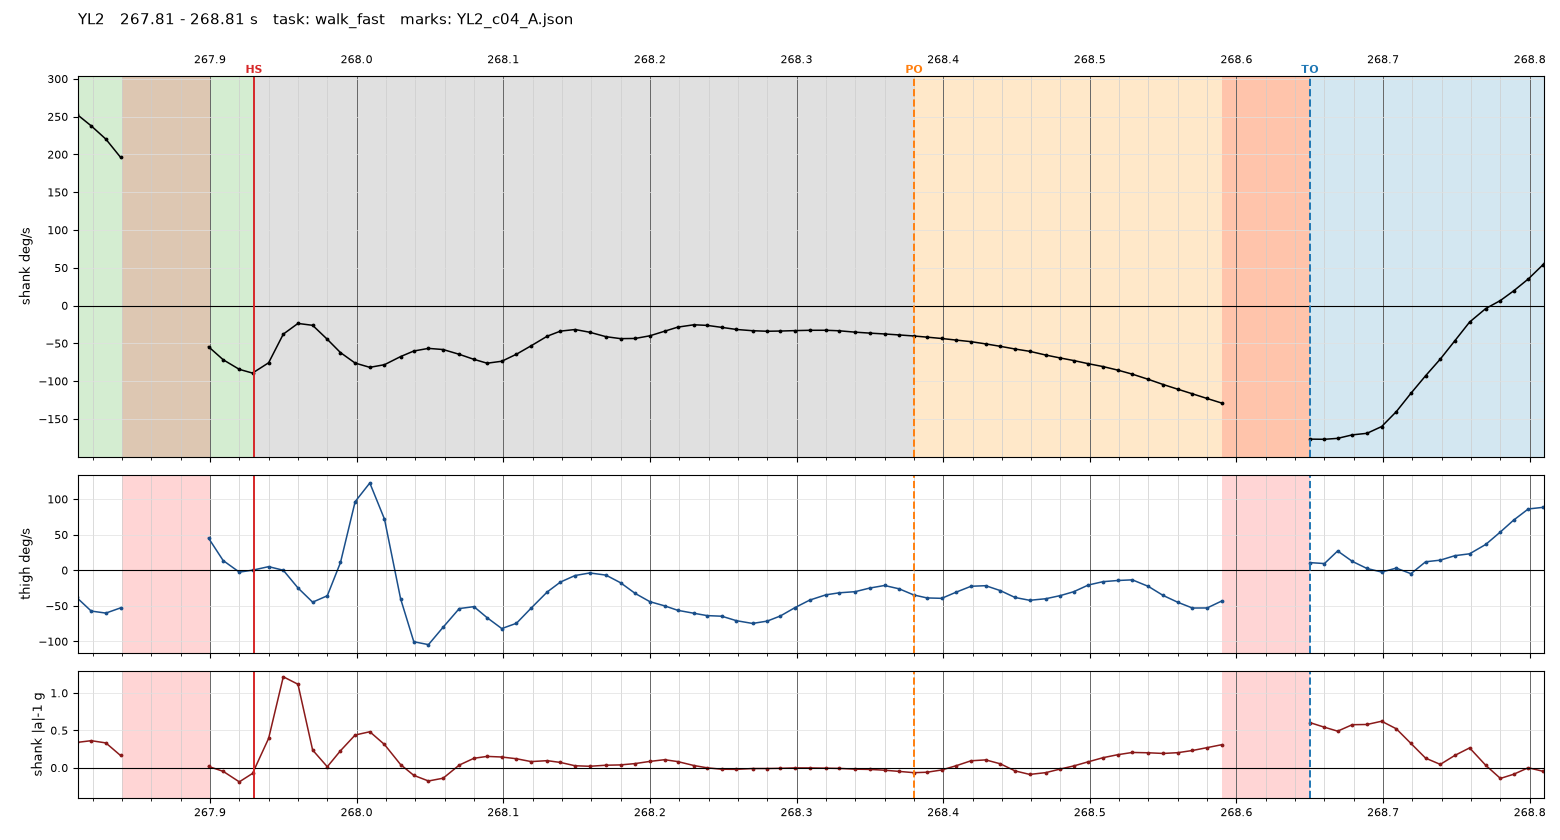 YL2   267.81 - 268.81 s   task: walk_fast   marks: YL2_c04_A.json
267.9 268.0 268.1 268.2 268.3 268.4 268.5 268.6 268.7 268.8
HS PO TO
shank deg/s
300
250
200
150
100
50
0
−50
−100
−150
thigh deg/s
100
50
0
−50
−100
shank |a|-1 g
1.0
0.5
0.0
267.9 268.0 268.1 268.2 268.3 268.4 268.5 268.6 268.7 268.8